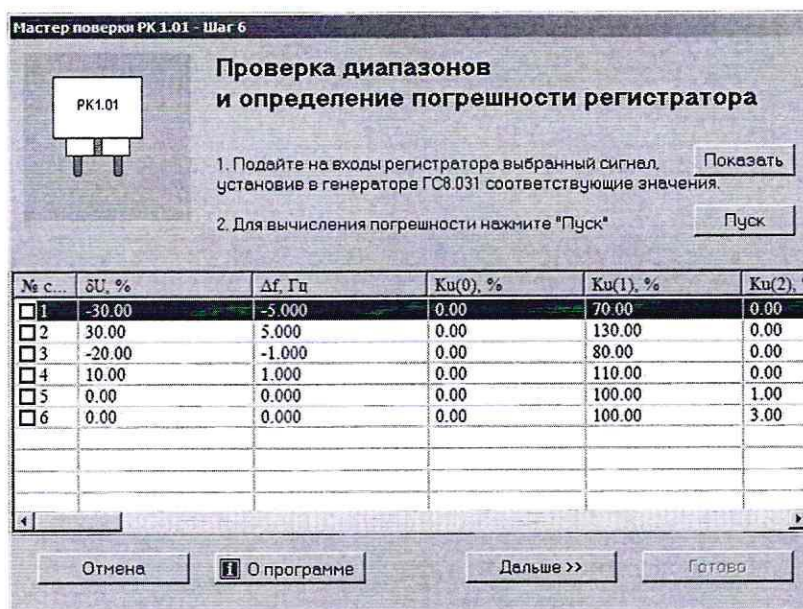 Мастер поверки РК 1.01 - Шаг 6
РК1.01
Проверка диапазонов
и определение погрешности регистратора
1. Подайте на входы регистратора выбранный сигнал,
установив в генераторе ГС8.031 соответствующие значения.
Показать
2. Для вычисления погрешности нажмите "Пуск"
Пуск
№ с... δU, % Δf, Гц Ku(0), % Ku(1), % Ku(2),
1 -30.00 -5.000 0.00 70.00 0.00
2 30.00 5.000 0.00 130.00 0.00
3 -20.00 -1.000 0.00 80.00 0.00
4 10.00 1.000 0.00 110.00 0.00
5 0.00 0.000 0.00 100.00 1.00
6 0.00 0.000 0.00 100.00 3.00
Отмена
О программе
Дальше >>
Готово